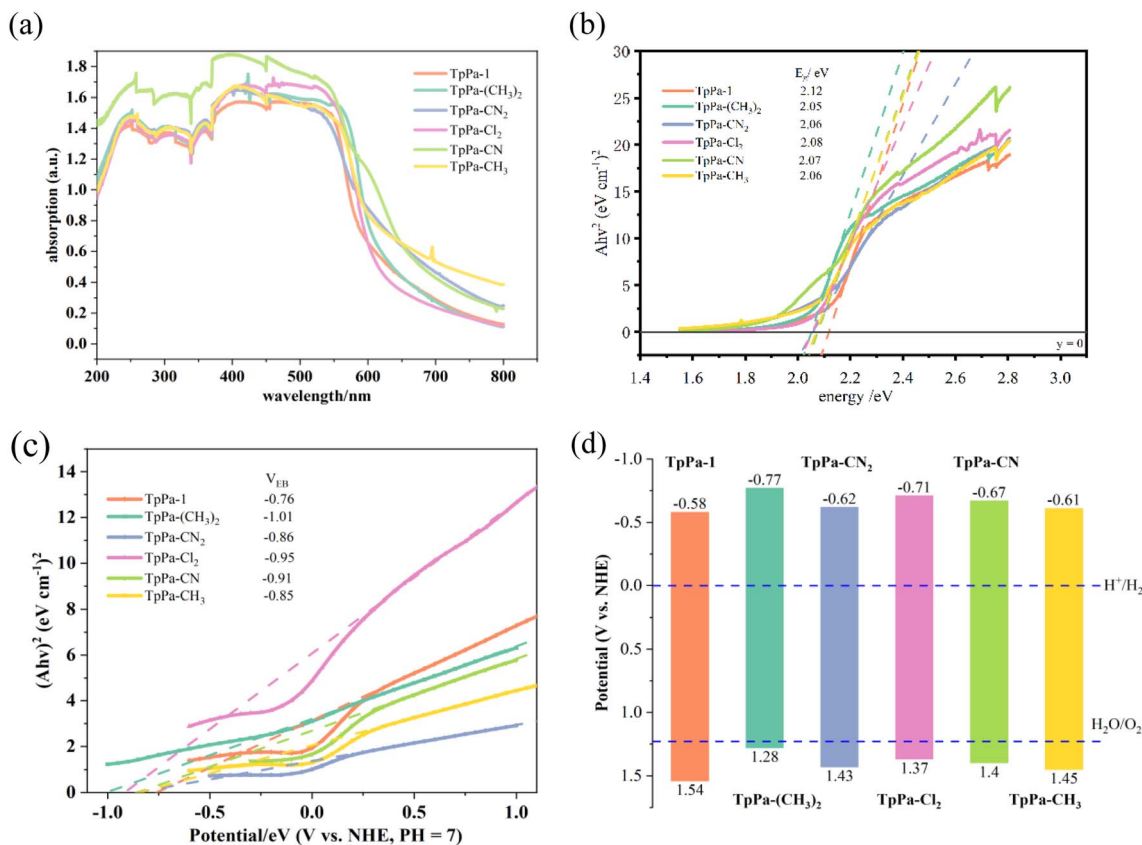 (a)
absorption (a.u.)
1.8
1.6
1.4
1.2
1.0
0.8
0.6
0.4
0.2
0.0
TpPa-1
TpPa-(CH₃)₂
TpPa-CN₂
TpPa-Cl₂
TpPa-CN
TpPa-CH₃
200 300 400 500 600 700 800
wavelength/nm
(b)
Ahv² (eV cm⁻¹)²
30
25
20
15
10
5
0
E₉/ eV
TpPa-1 2.12
TpPa-(CH₃)₂ 2.05
TpPa-CN₂ 2.06
TpPa-Cl₂ 2.08
TpPa-CN 2.07
TpPa-CH₃ 2.06
y = 0
1.4 1.6 1.8 2.0 2.2 2.4 2.6 2.8 3.0
energy /eV
(c)
(Ahv)² (eV cm⁻¹)²
14
12
10
8
6
4
2
0
V_EB
TpPa-1 -0.76
TpPa-(CH₃)₂ -1.01
TpPa-CN₂ -0.86
TpPa-Cl₂ -0.95
TpPa-CN -0.91
TpPa-CH₃ -0.85
-1.0 -0.5 0.0 0.5 1.0
Potential/eV (V vs. NHE, PH = 7)
(d)
Potential (V vs. NHE)
-1.0
-0.5
0.0
0.5
1.0
1.5
TpPa-1 TpPa-CN₂ TpPa-CN
-0.58 -0.77 -0.62 -0.71 -0.67 -0.61
H⁺/H₂
H₂O/O₂
1.54 1.28 1.43 1.37 1.4 1.45
TpPa-(CH₃)₂ TpPa-Cl₂ TpPa-CH₃